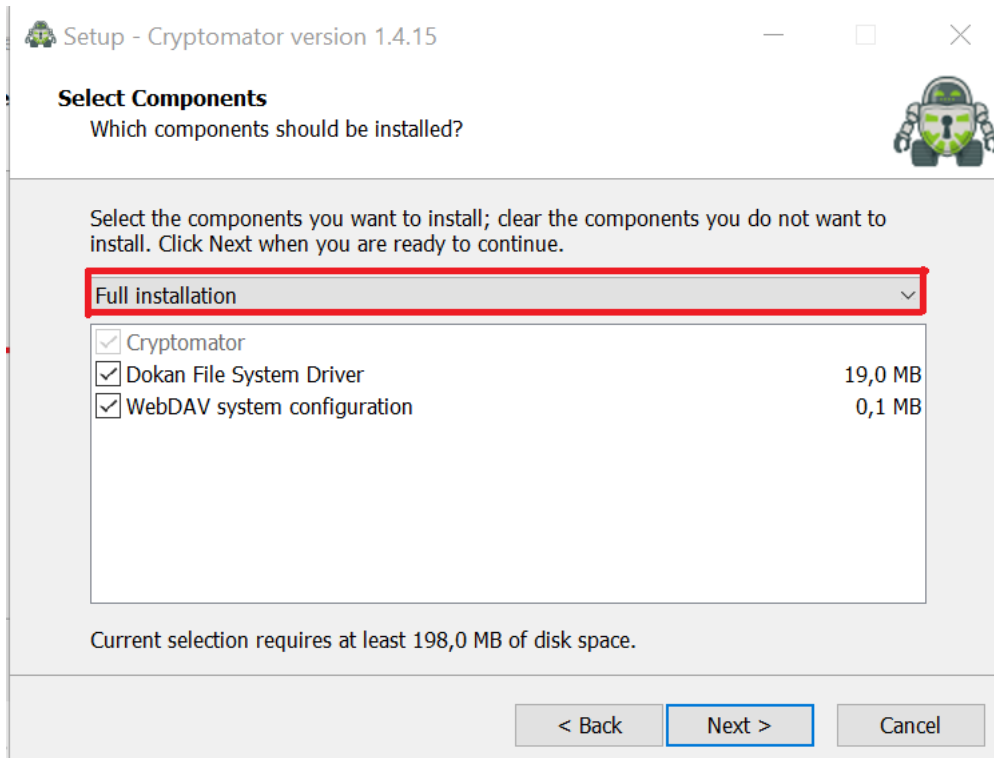 Setup - Cryptomator version 1.4.15
Select Components
Which components should be installed?
Select the components you want to install; clear the components you do not want to
install. Click Next when you are ready to continue.
Full installation
Cryptomator
Dokan File System Driver 19,0 MB
WebDAV system configuration 0,1 MB
Current selection requires at least 198,0 MB of disk space.
< Back Next > Cancel